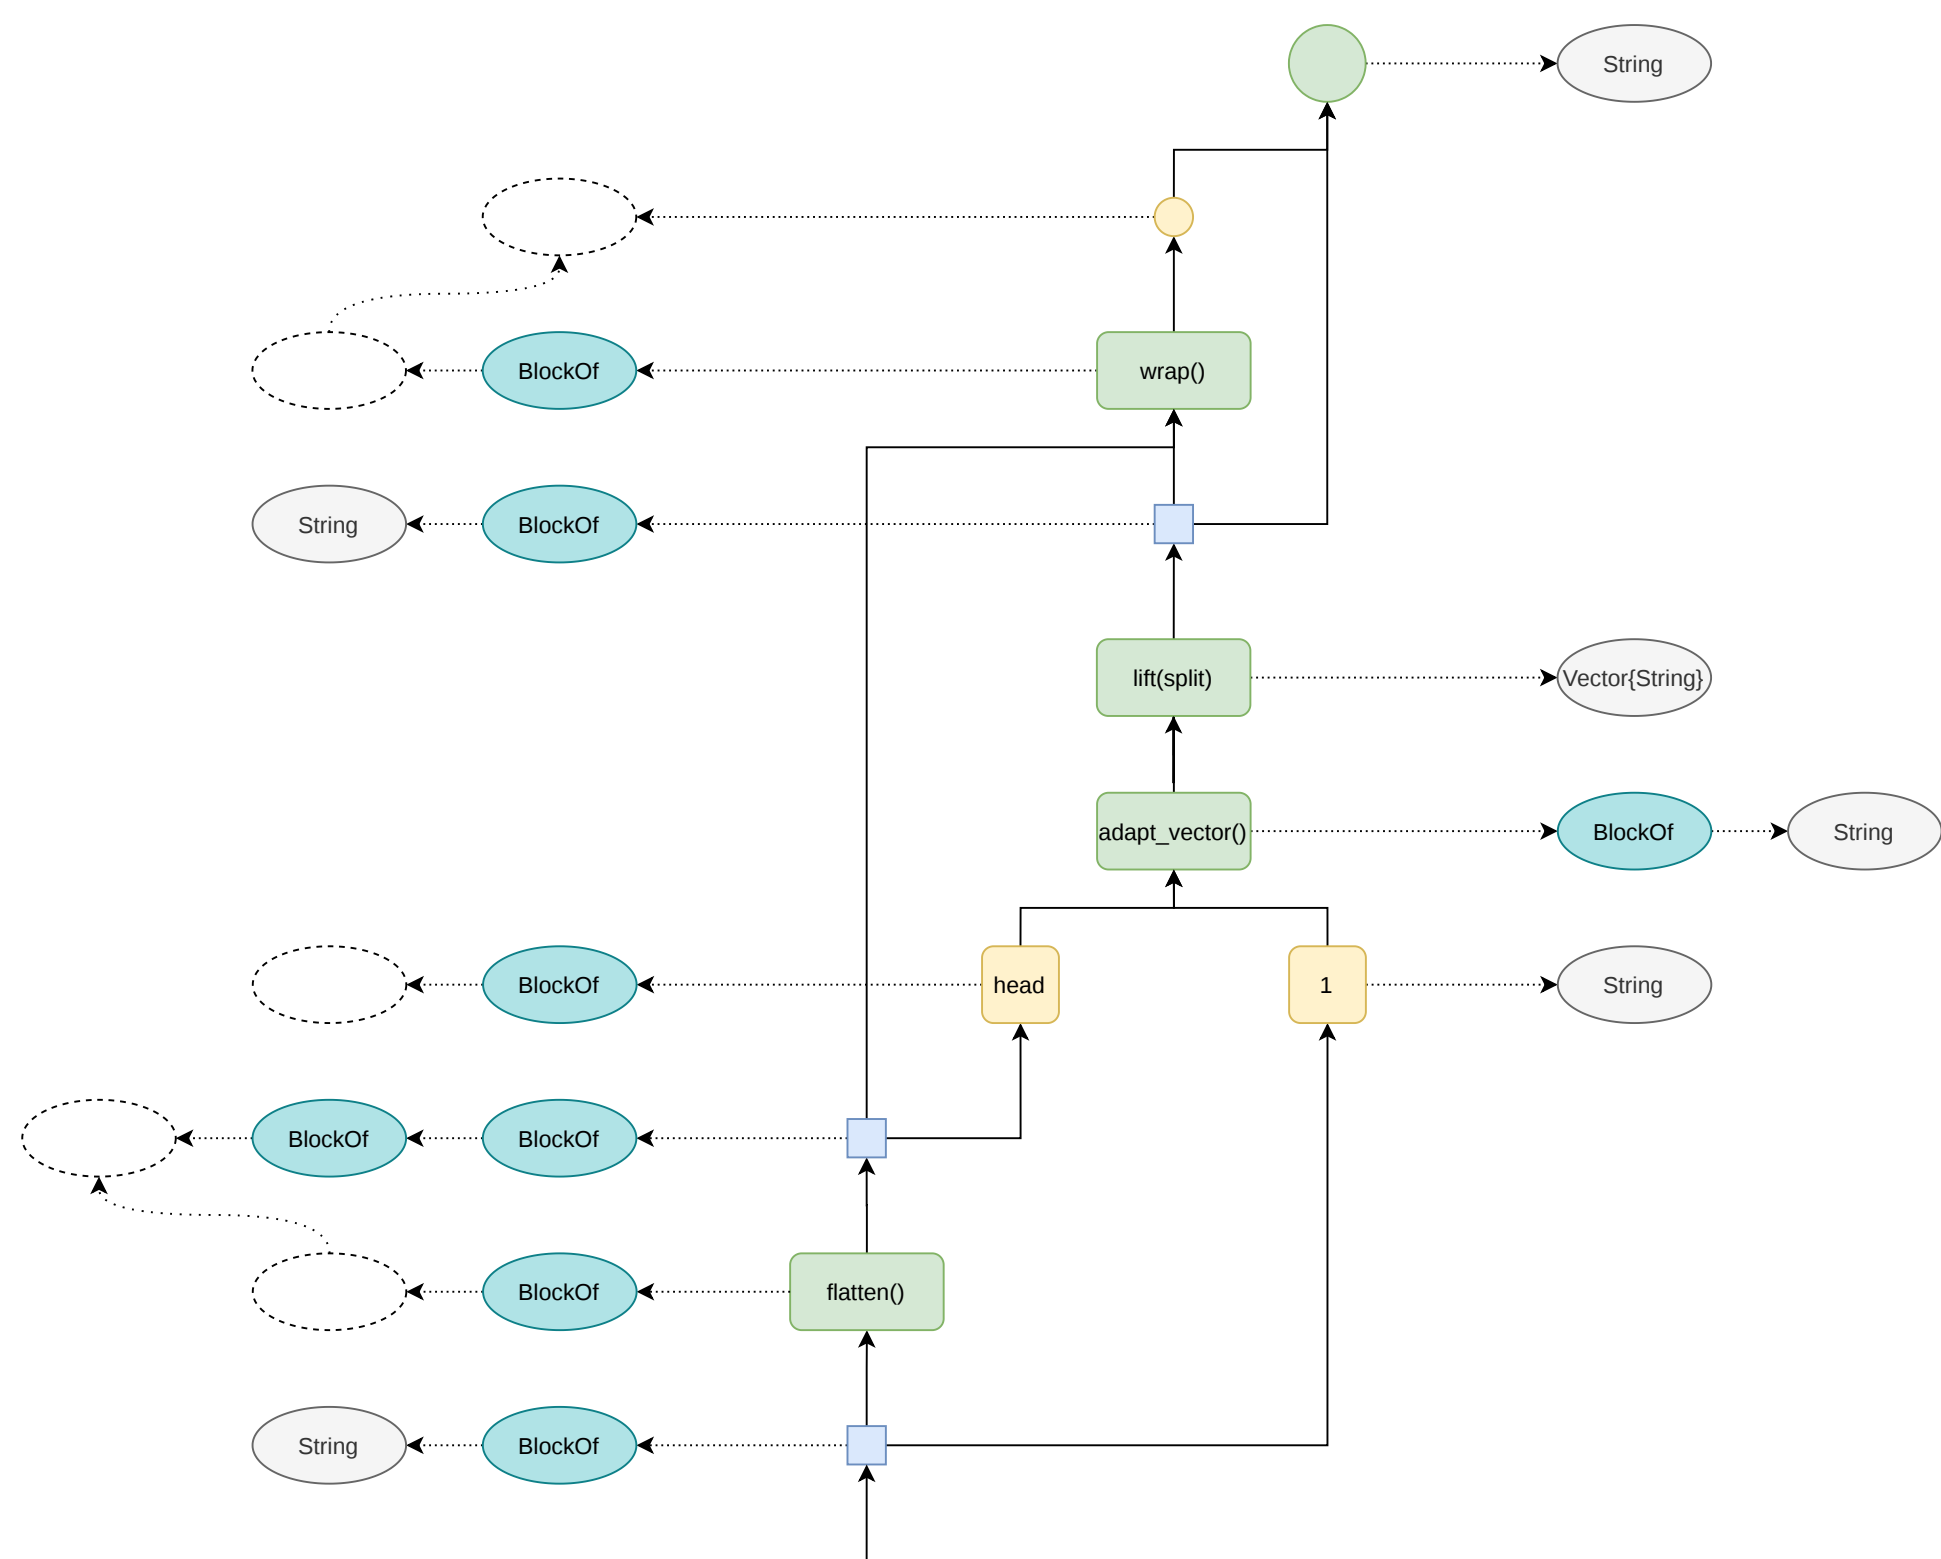 String
BlockOf
wrap()
String
BlockOf
lift(split)
Vector{String}
adapt_vector()
BlockOf
String
BlockOf
head
1
String
BlockOf
BlockOf
BlockOf
flatten()
String
BlockOf